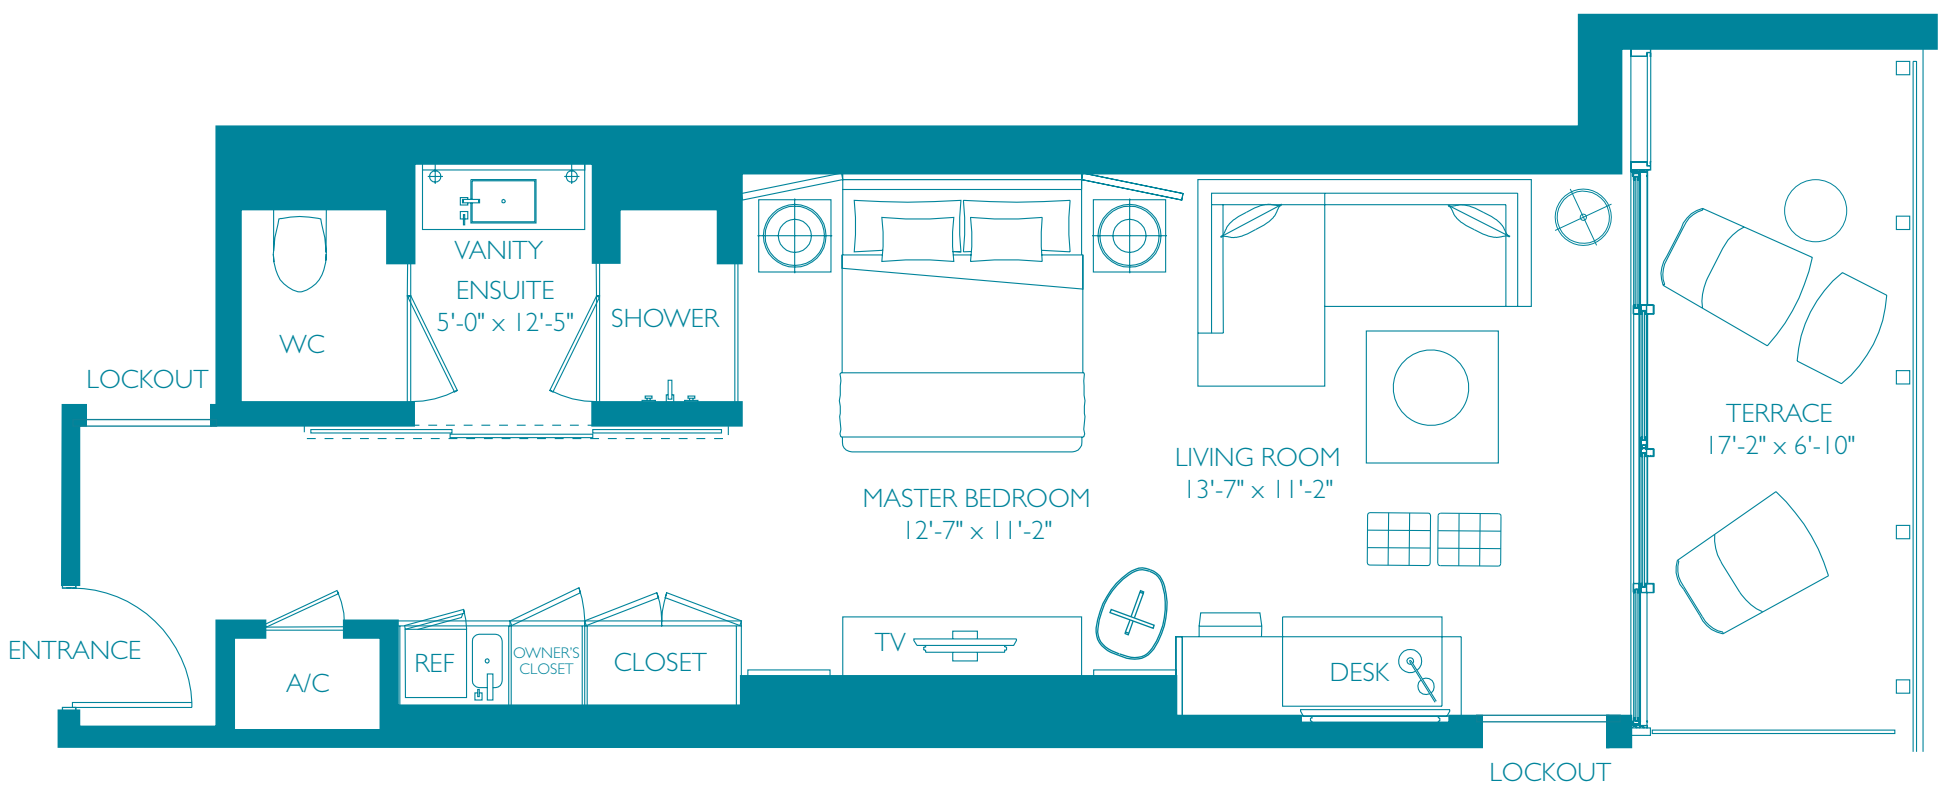 VANITY
ENSUITE
5'-0" x 12'-5"
SHOWER
WC
LOCKOUT
TERRACE
17'-2" x 6'-10"
LIVING ROOM
13'-7" x 11'-2"
MASTER BEDROOM
12'-7" x 11'-2"
ENTRANCE
A/C
REF
OWNER'S
CLOSET
CLOSET
TV
DESK
LOCKOUT